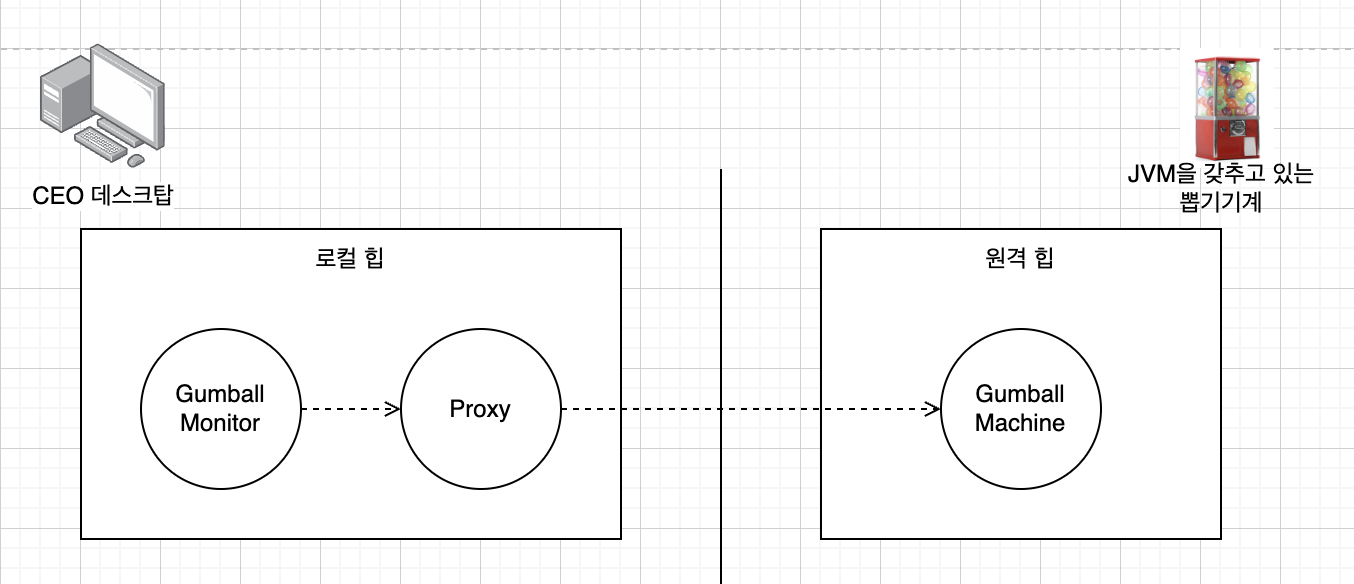 CEO 데스크탑
JVM을 갖추고 있는
뽑기기계
로컬 힙
원격 힙
Gumball
Monitor
Proxy
Gumball
Machine